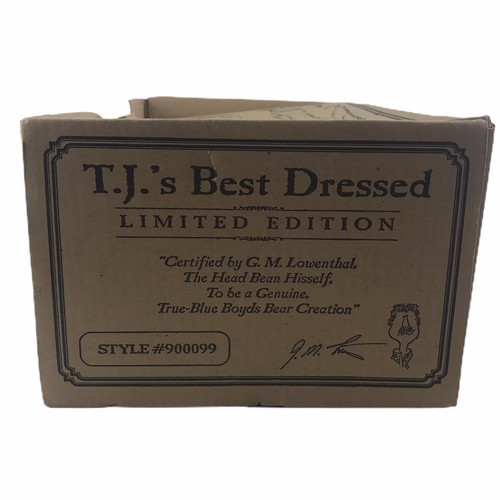 T.J.'s Best Dressed
LIMITED EDITION
"Certified by G. M. Lowenthal,
The Head Bean Hisself,
To be a Genuine,
True-Blue Boyds Bear Creation"
STYLE #900099